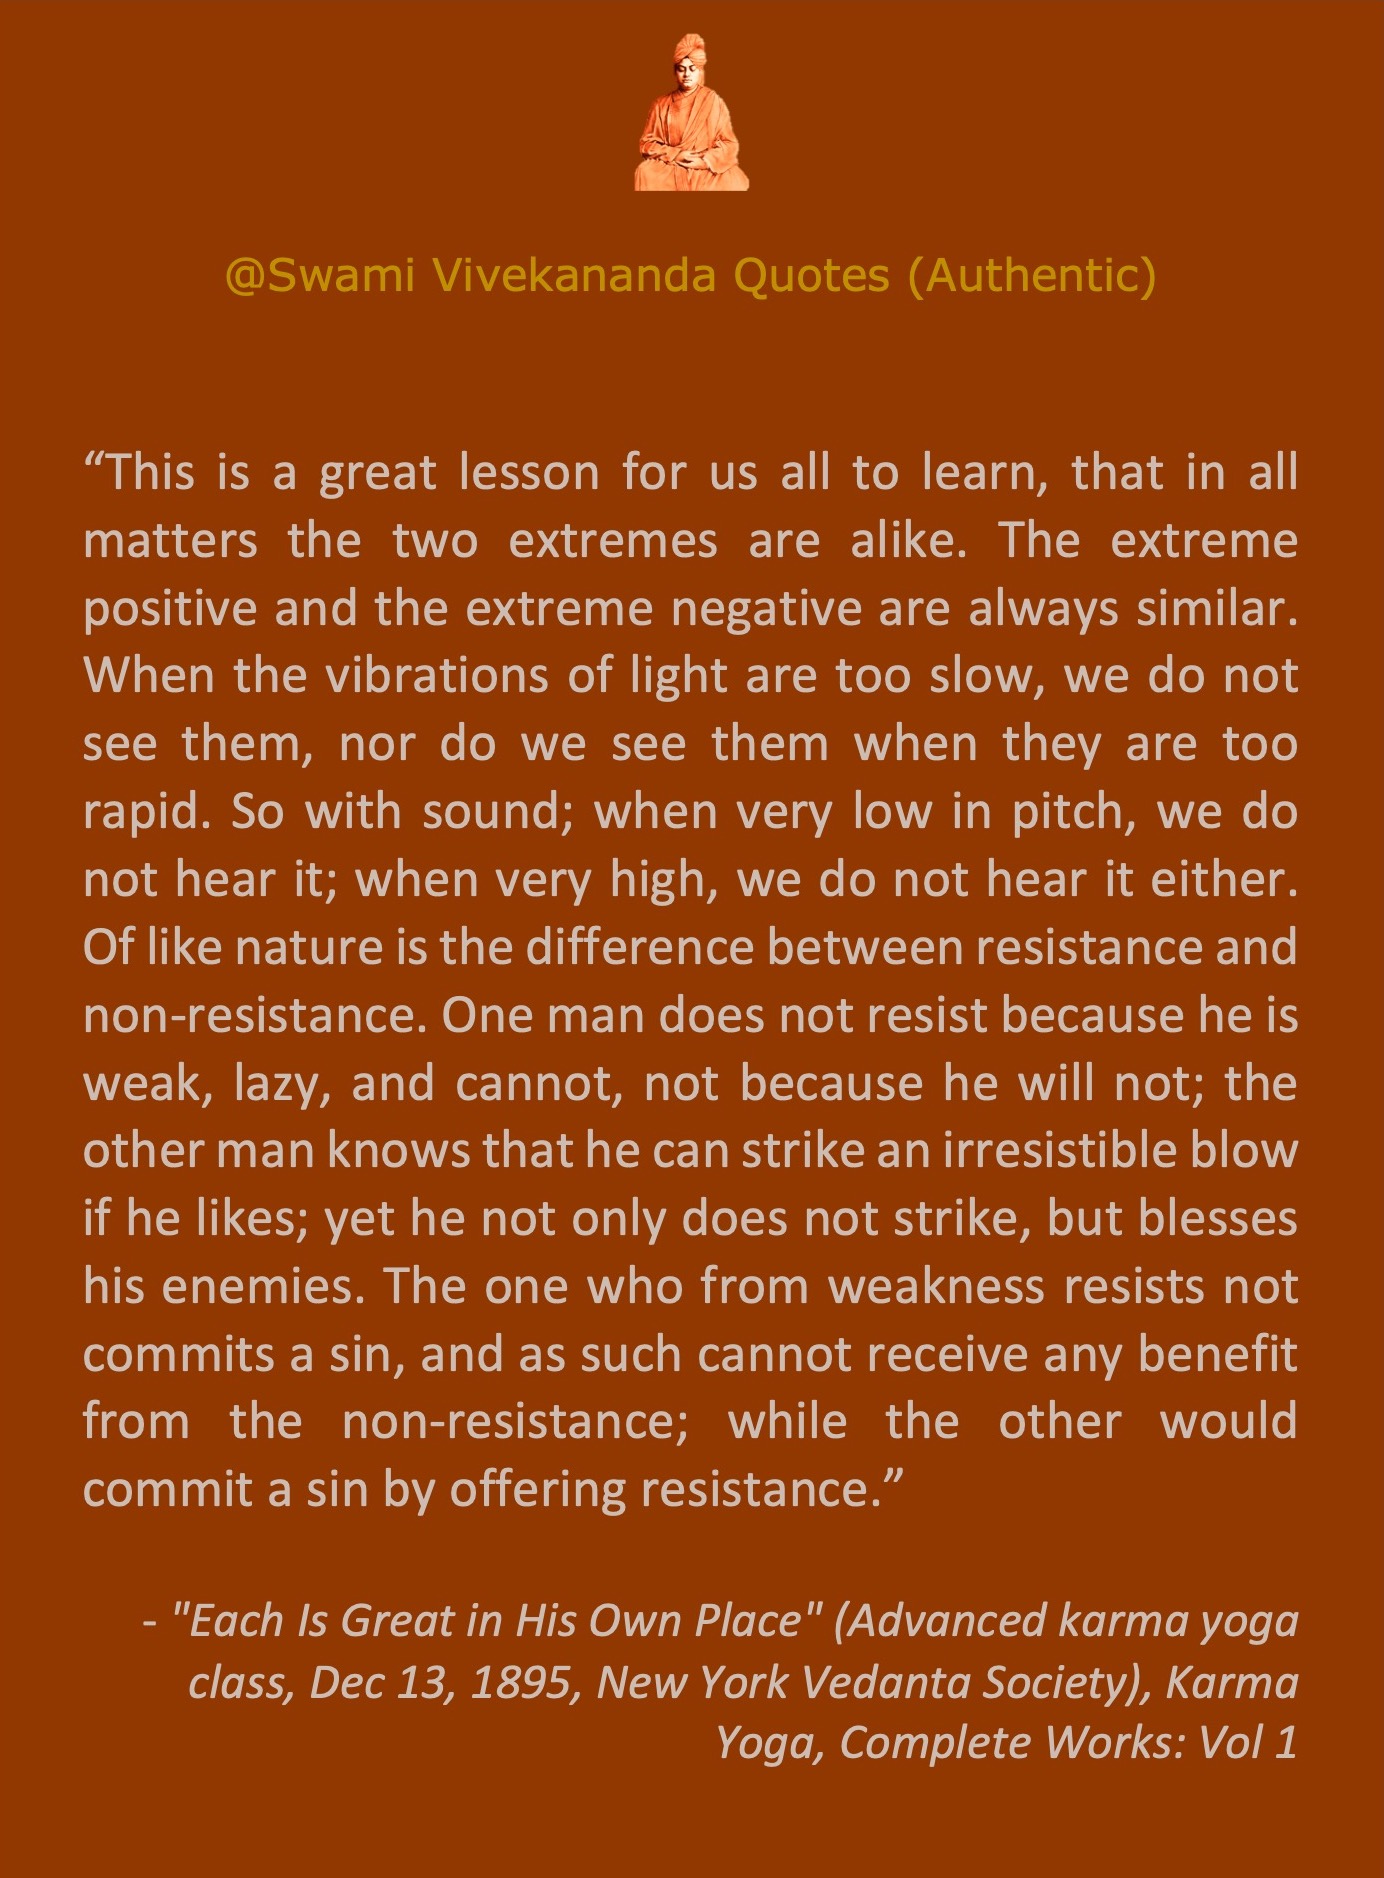 @Swami Vivekananda Quotes (Authentic)
“This is a great lesson for us all to learn, that in all
matters the two extremes are alike. The extreme
positive and the extreme negative are always similar.
When the vibrations of light are too slow, we do not
see them, nor do we see them when they are too
rapid. So with sound; when very low in pitch, we do
not hear it; when very high, we do not hear it either.
Of like nature is the difference between resistance and
non-resistance. One man does not resist because he is
weak, lazy, and cannot, not because he will not; the
other man knows that he can strike an irresistible blow
if he likes; yet he not only does not strike, but blesses
his enemies. The one who from weakness resists not
commits a sin, and as such cannot receive any benefit
from the non-resistance; while the other would
commit a sin by offering resistance.”
- "Each Is Great in His Own Place" (Advanced karma yoga
class, Dec 13, 1895, New York Vedanta Society), Karma
Yoga, Complete Works: Vol 1